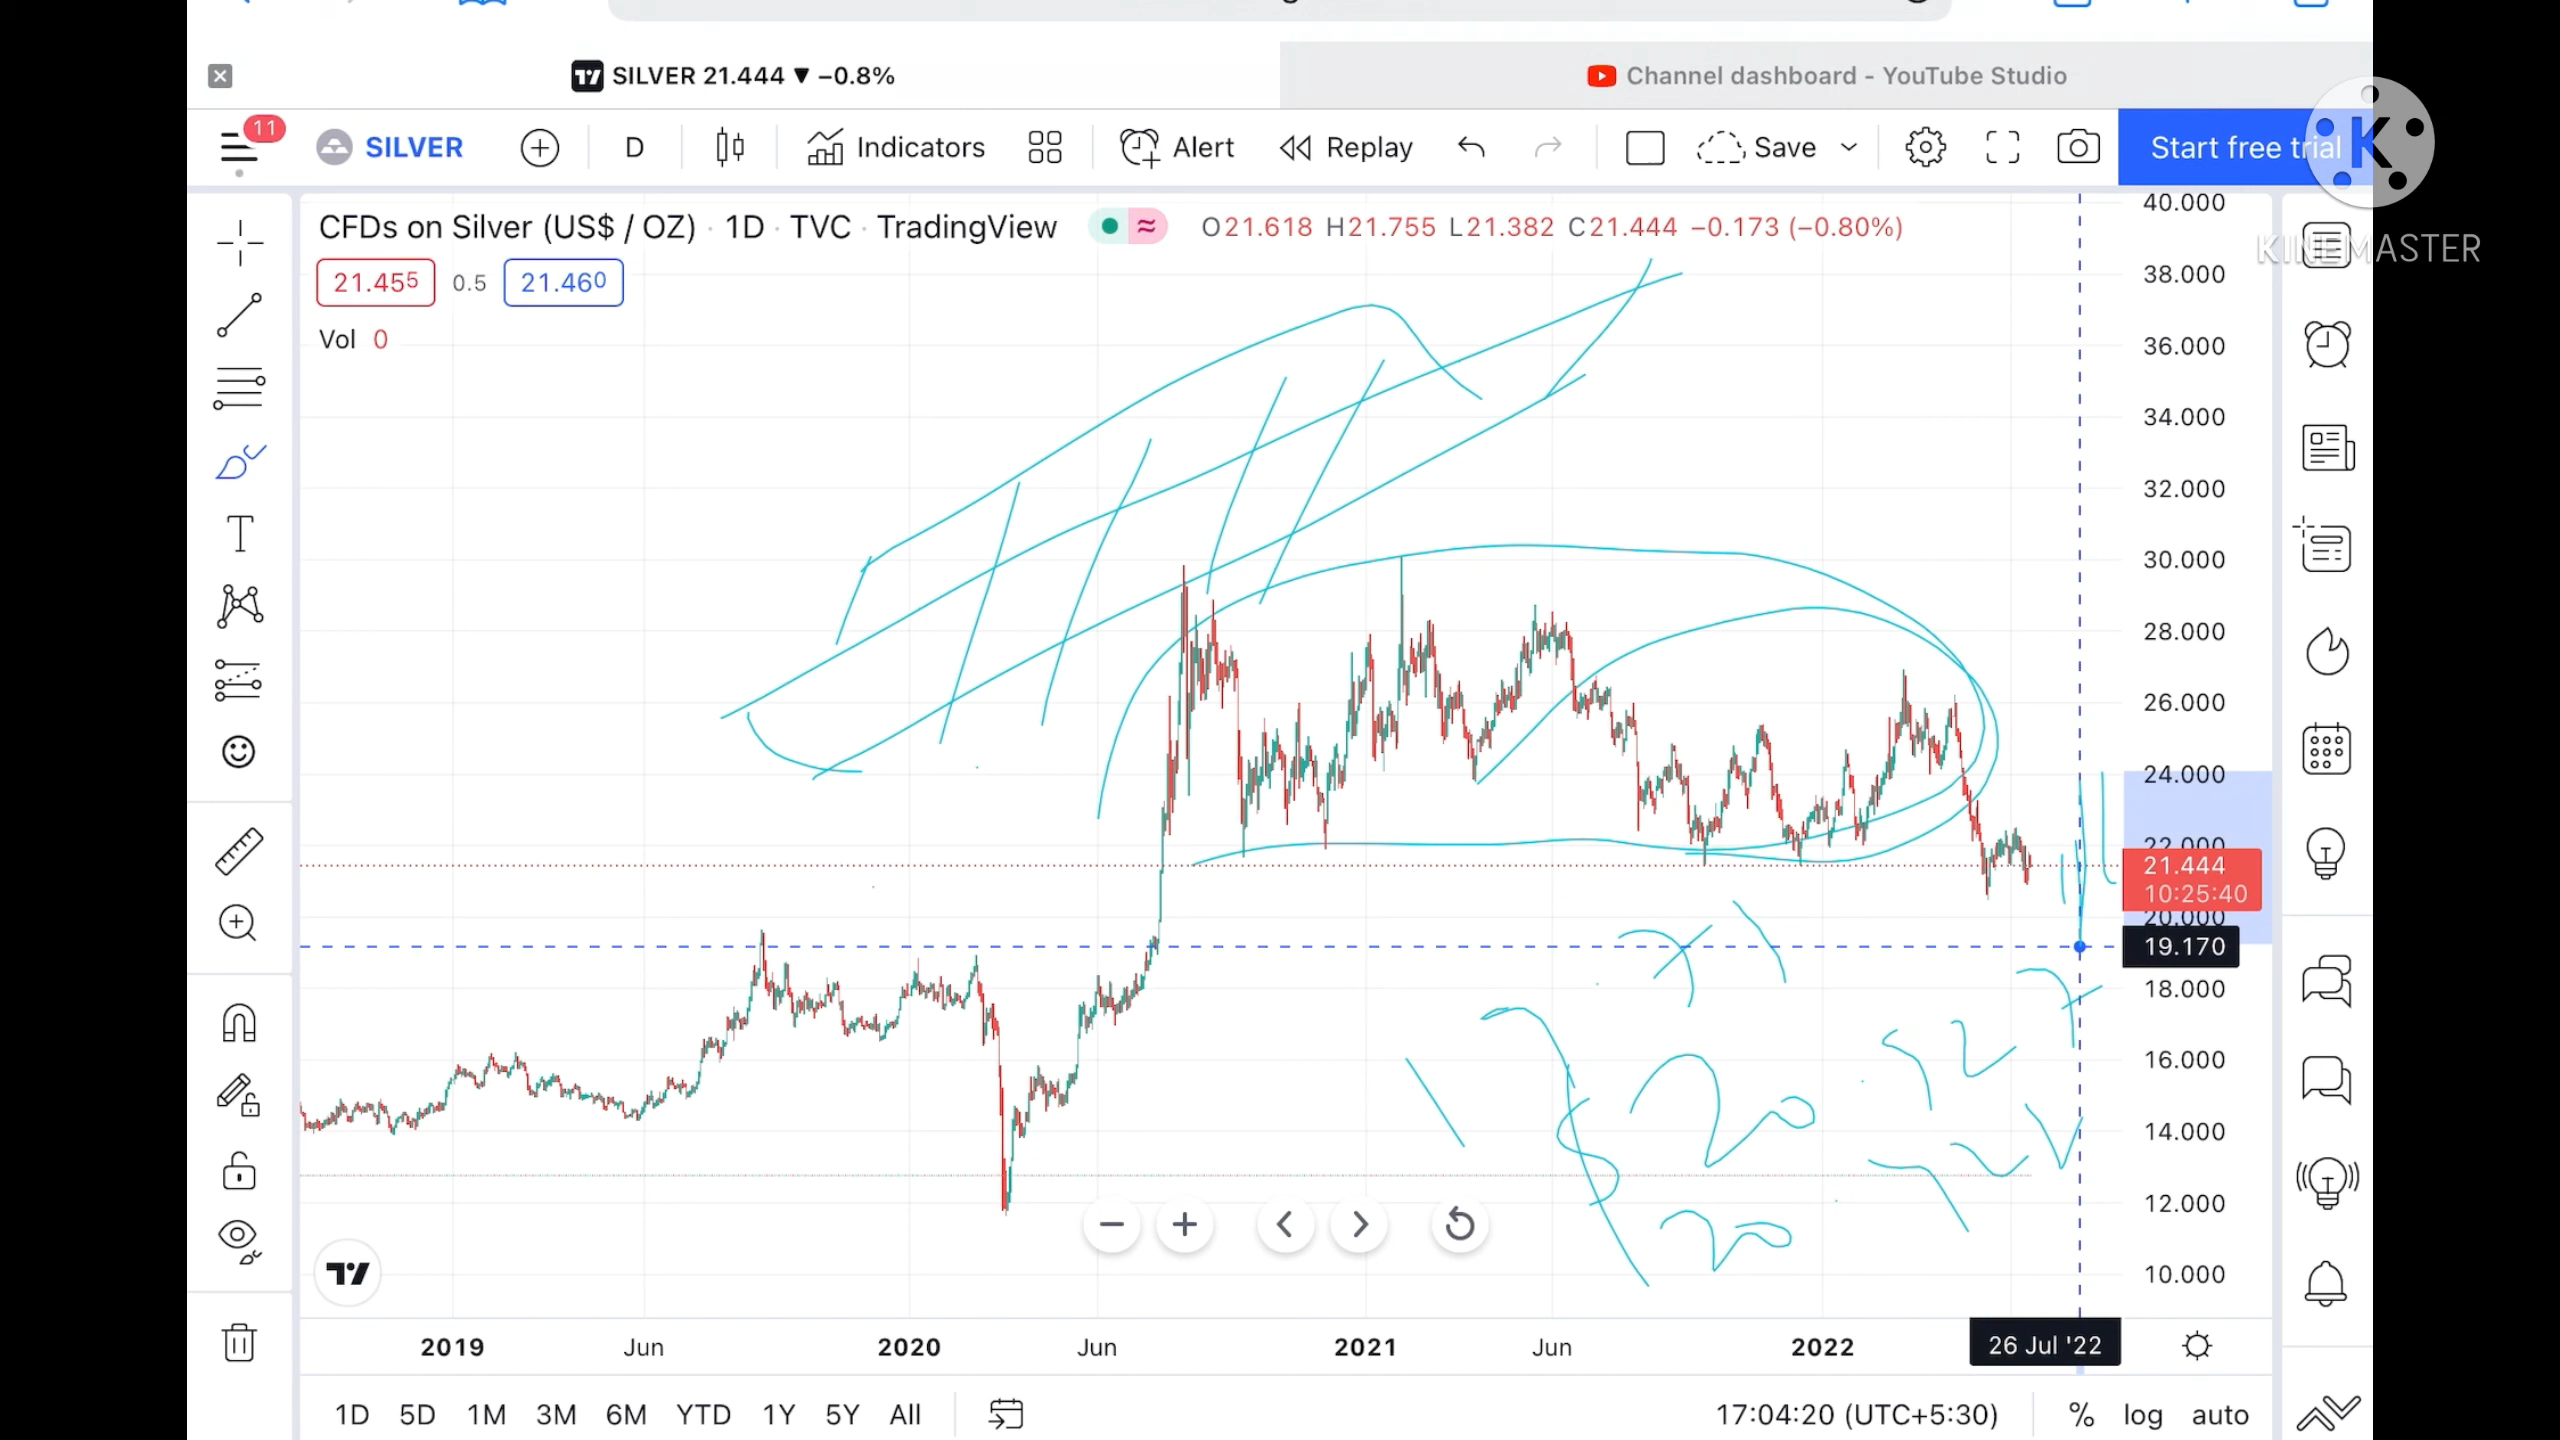 SILVER 21.444 ▼ −0.8%
Channel dashboard - YouTube Studio
11
SILVER
D
Indicators
Alert
Replay
Save
Start free trial
K
KINEMASTER
CFDs on Silver (US$ / OZ) · 1D · TVC · TradingView
O21.618 H21.755 L21.382 C21.444 −0.173 (−0.80%)
21.455 0.5 21.460
Vol 0
40.000
38.000
36.000
34.000
32.000
30.000
28.000
26.000
24.000
22.000
21.444
10:25:40
20.000
19.170
18.000
16.000
14.000
12.000
10.000
2019 Jun 2020 Jun 2021 Jun 2022 26 Jul '22
1D 5D 1M 3M 6M YTD 1Y 5Y All
17:04:20 (UTC+5:30) % log auto